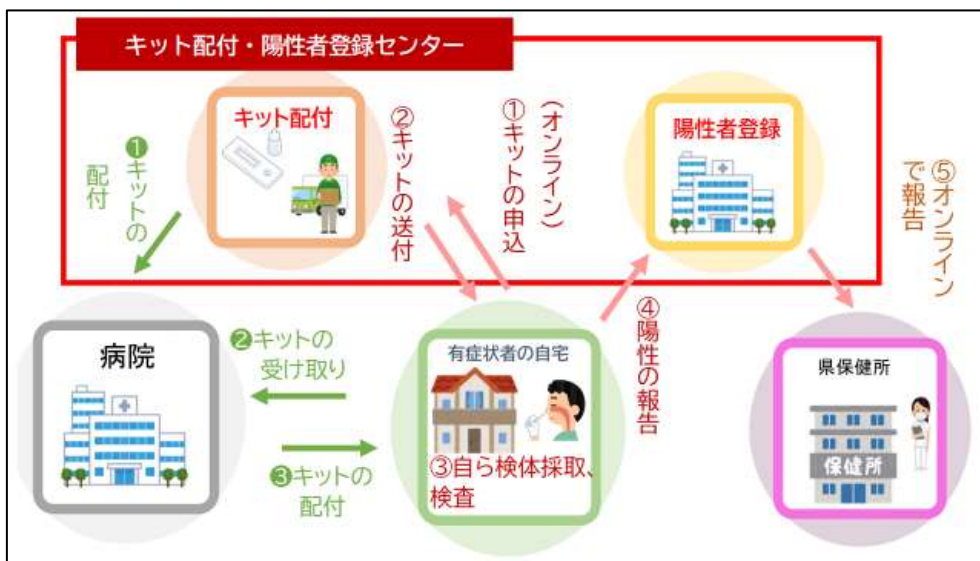 キット配付・陽性者登録センター
キット配付
❶キットの
配付
②キットの送付
(オンライン)
①キットの申込
陽性者登録
⑤オンライン
で報告
病院
❷キットの
受け取り
❸キットの
配付
有症状者の自宅
③自ら検体採取、
検査
④陽性の報告
県保健所
保健所